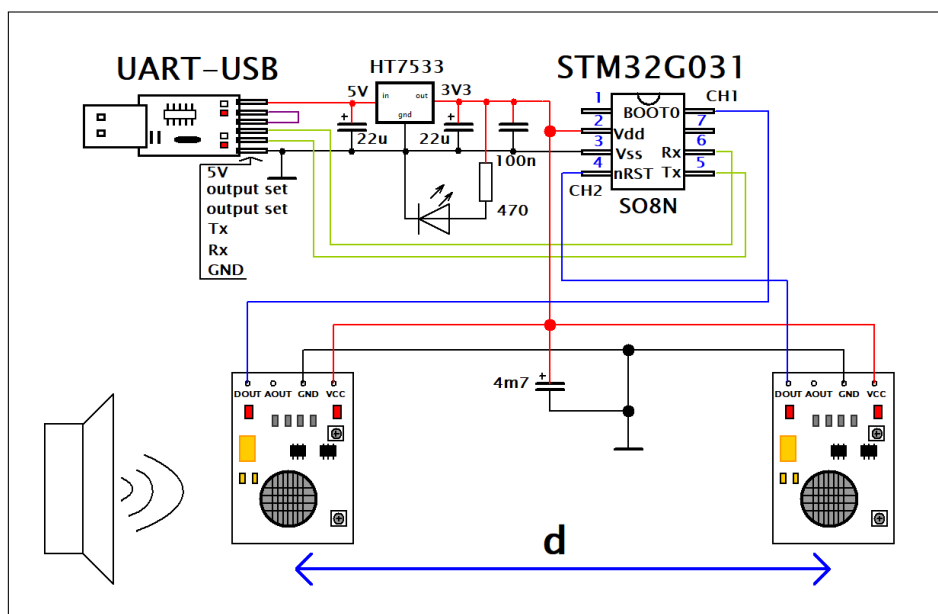 UART-USB
HT7533
STM32G031
5V
in
out
gnd
3V3
+
22u
+
22u
100n
470
1
2
3
4
BOOT0
Vdd
Vss
nRST
Rx
Tx
CH1
7
6
5
CH2
SO8N
5V
output set
output set
Tx
Rx
GND
+
4m7
DOUT AOUT GND VCC
DOUT AOUT GND VCC
d